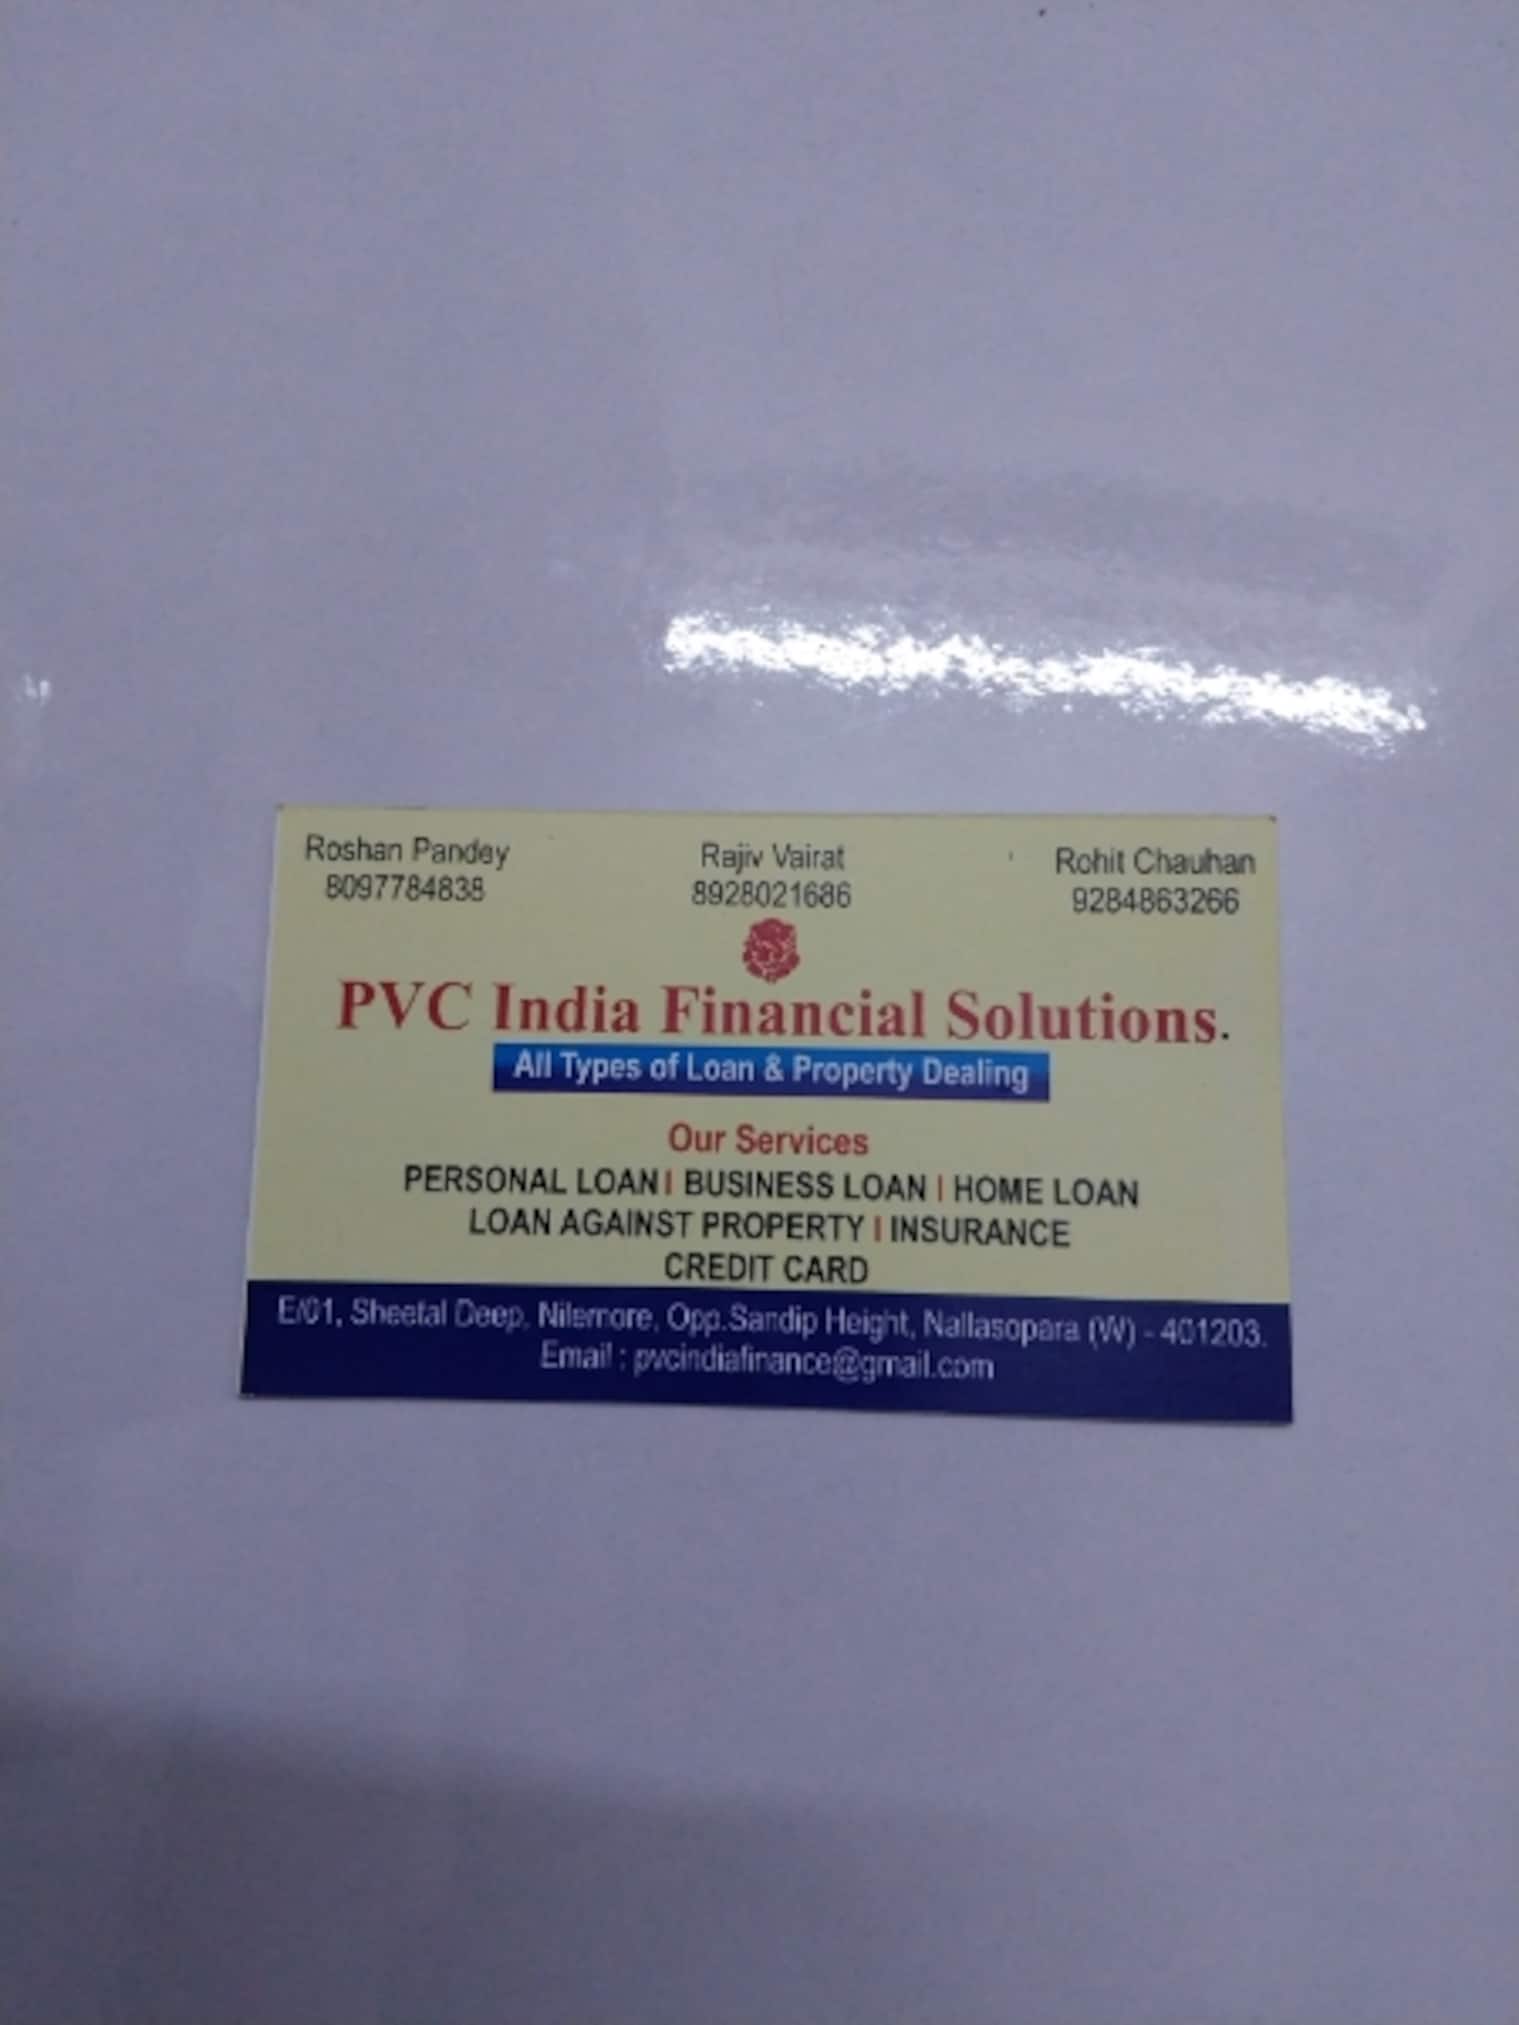 Roshan Pandey Rajiv Vairat Rohit Chauhan
8097784838 8928021686 9284863266
PVC India Financial Solutions.
All Types of Loan & Property Dealing
Our Services
PERSONAL LOAN I BUSINESS LOAN I HOME LOAN
LOAN AGAINST PROPERTY I INSURANCE
CREDIT CARD
E/01, Sheetal Deep, Nilemore, Opp.Sandip Height, Nallasopara (W) - 401203.
Email : pvcindiafinance@gmail.com